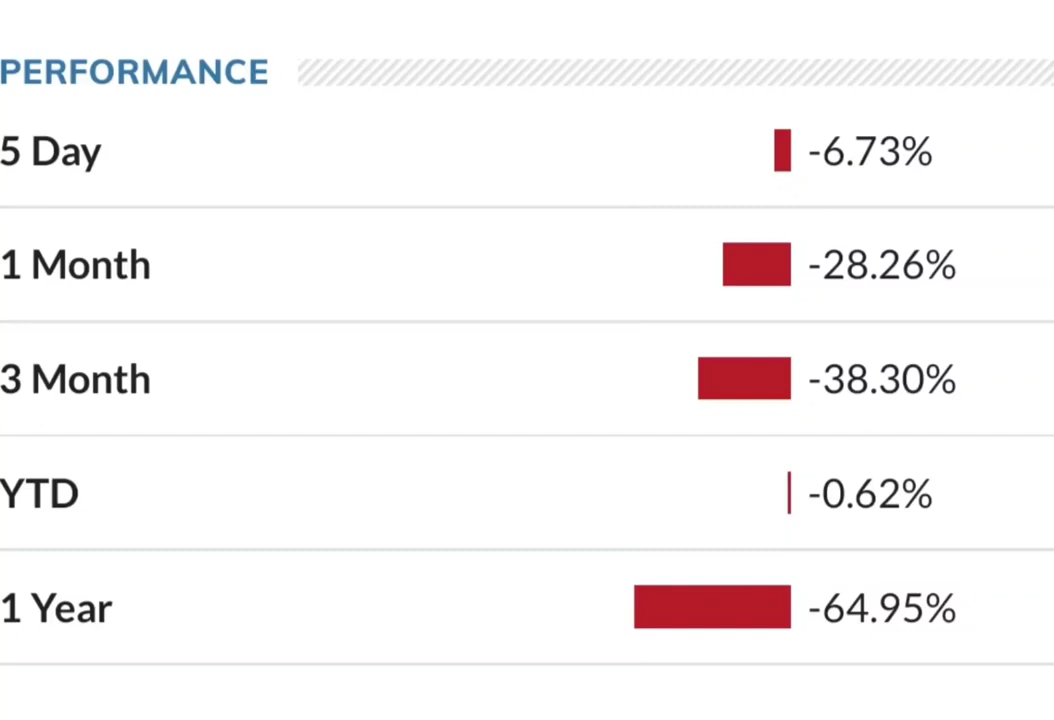 PERFORMANCE
5 Day -6.73%
1 Month -28.26%
3 Month -38.30%
YTD -0.62%
1 Year -64.95%